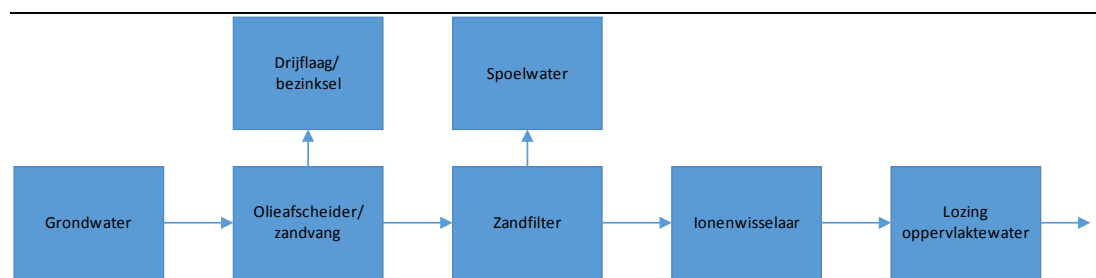 Drijflaag/
bezinksel
Spoelwater
Grondwater
Olieafscheider/
zandvang
Zandfilter
Ionenwisselaar
Lozing
oppervlaktewater